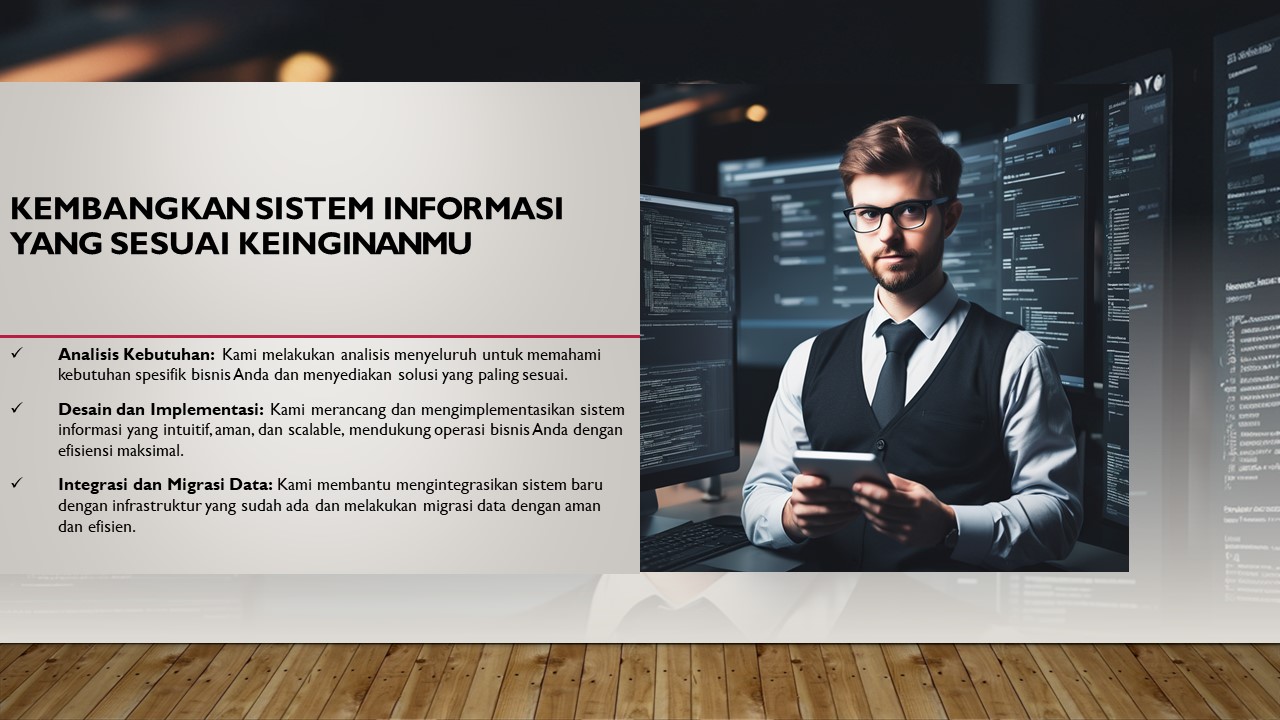 KEMBANGKAN SISTEM INFORMASI
YANG SESUAI KEINGINANMU
✓ Analisis Kebutuhan: Kami melakukan analisis menyeluruh untuk memahami
kebutuhan spesifik bisnis Anda dan menyediakan solusi yang paling sesuai.
✓ Desain dan Implementasi: Kami merancang dan mengimplementasikan sistem
informasi yang intuitif, aman, dan scalable, mendukung operasi bisnis Anda dengan
efisiensi maksimal.
✓ Integrasi dan Migrasi Data: Kami membantu mengintegrasikan sistem baru
dengan infrastruktur yang sudah ada dan melakukan migrasi data dengan aman
dan efisien.